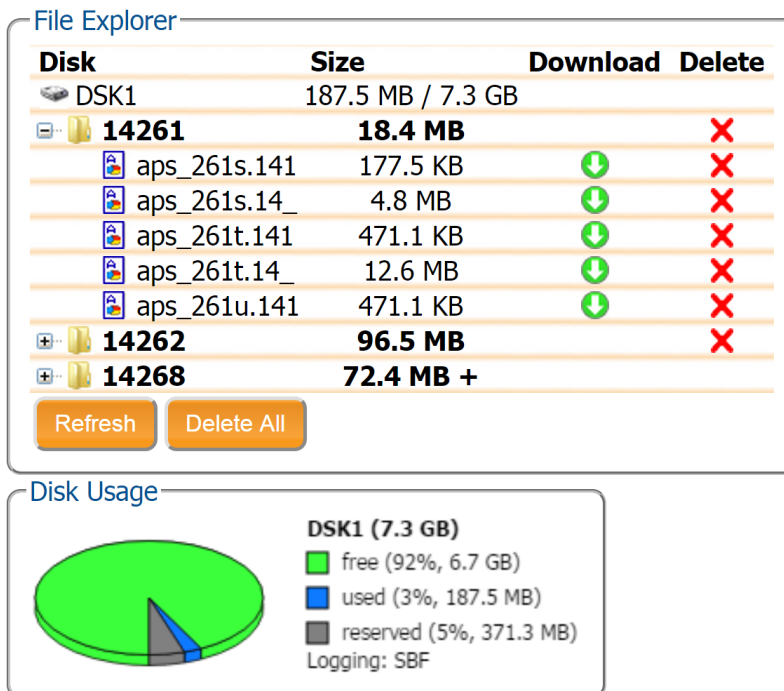 File Explorer
Disk Size Download Delete
DSK1 187.5 MB / 7.3 GB
14261 18.4 MB
aps_261s.141 177.5 KB
aps_261s.14_ 4.8 MB
aps_261t.141 471.1 KB
aps_261t.14_ 12.6 MB
aps_261u.141 471.1 KB
14262 96.5 MB
14268 72.4 MB +
Refresh Delete All
Disk Usage
DSK1 (7.3 GB)
free (92%, 6.7 GB)
used (3%, 187.5 MB)
reserved (5%, 371.3 MB)
Logging: SBF